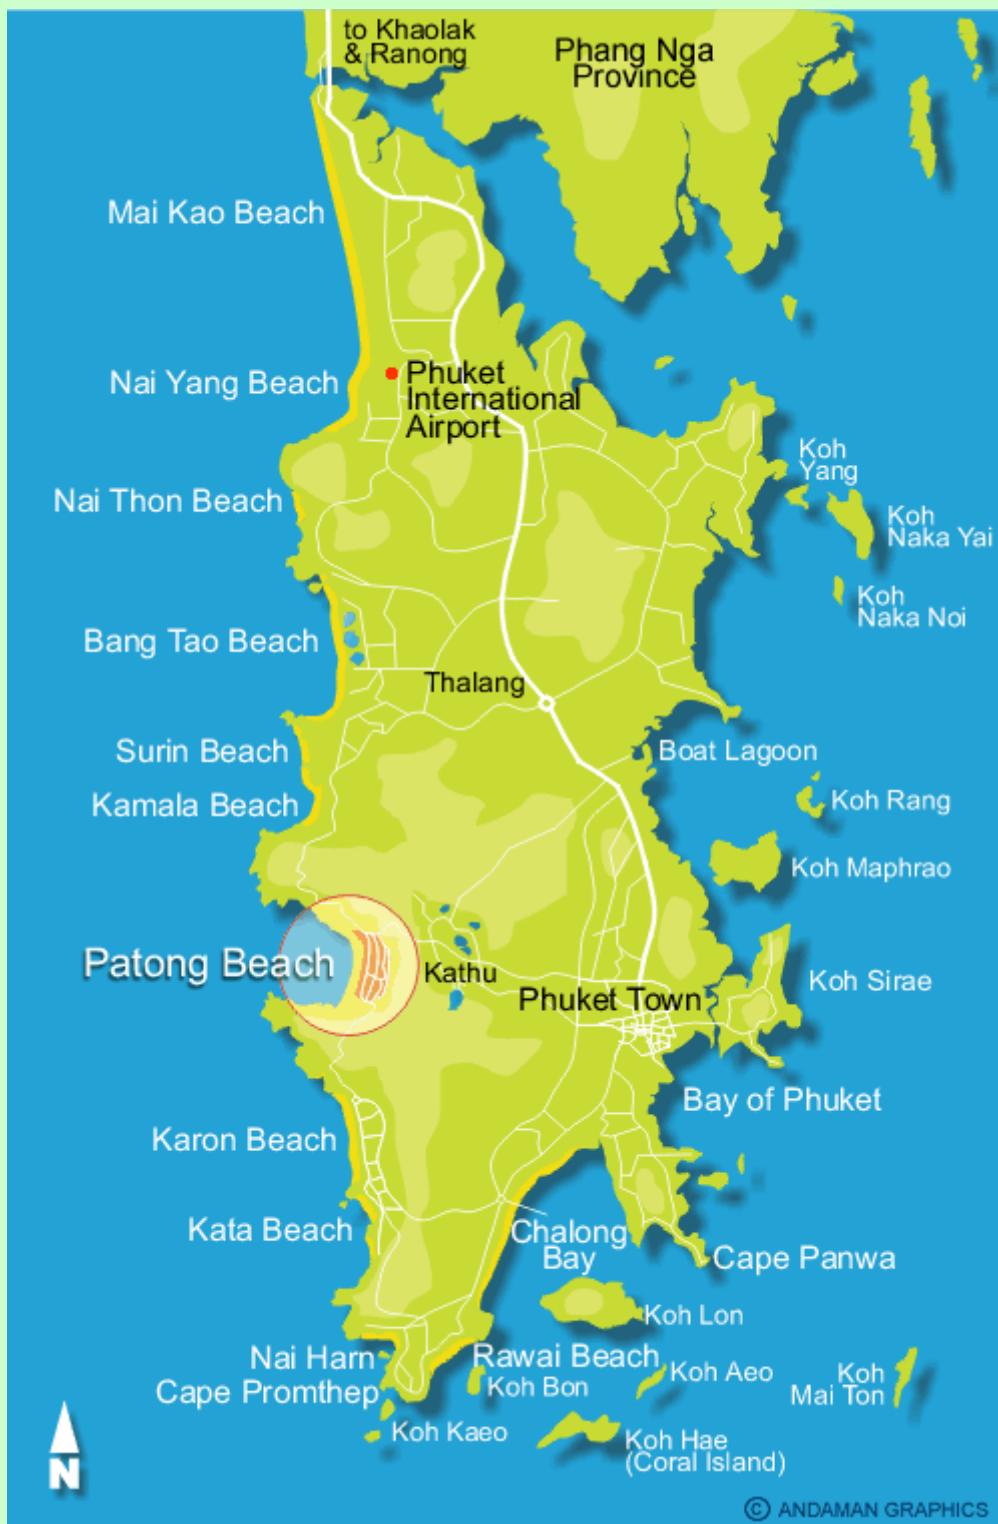 to Khaolak
& Ranong
Phang Nga
Province
Mai Kao Beach
Nai Yang Beach
Phuket
International
Airport
Koh
Yang
Nai Thon Beach
Koh
Naka Yai
Koh
Naka Noi
Bang Tao Beach
Thalang
Surin Beach
Boat Lagoon
Kamala Beach
Koh Rang
Koh Maphrao
Patong Beach
Kathu
Koh Sirae
Phuket Town
Bay of Phuket
Karon Beach
Kata Beach
Chalong
Bay
Cape Panwa
Koh Lon
Nai Harn
Rawai Beach
Koh Aeo
Koh
Mai Ton
Cape Promthep
Koh Bon
Koh Kaeo
Koh Hae
(Coral Island)
N
© ANDAMAN GRAPHICS